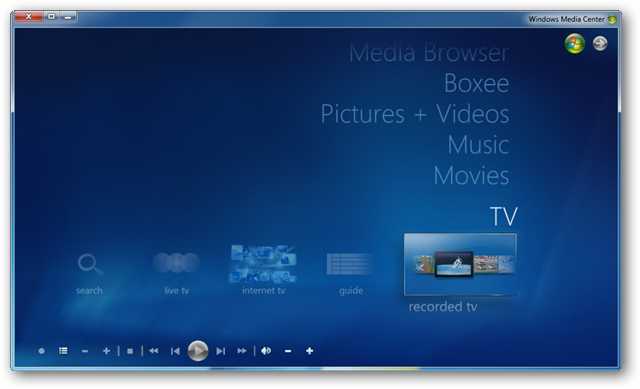 Windows Media Center
Media Browser
Boxee
Pictures + Videos
Music
Movies
TV
search
live tv
internet tv
guide
recorded tv